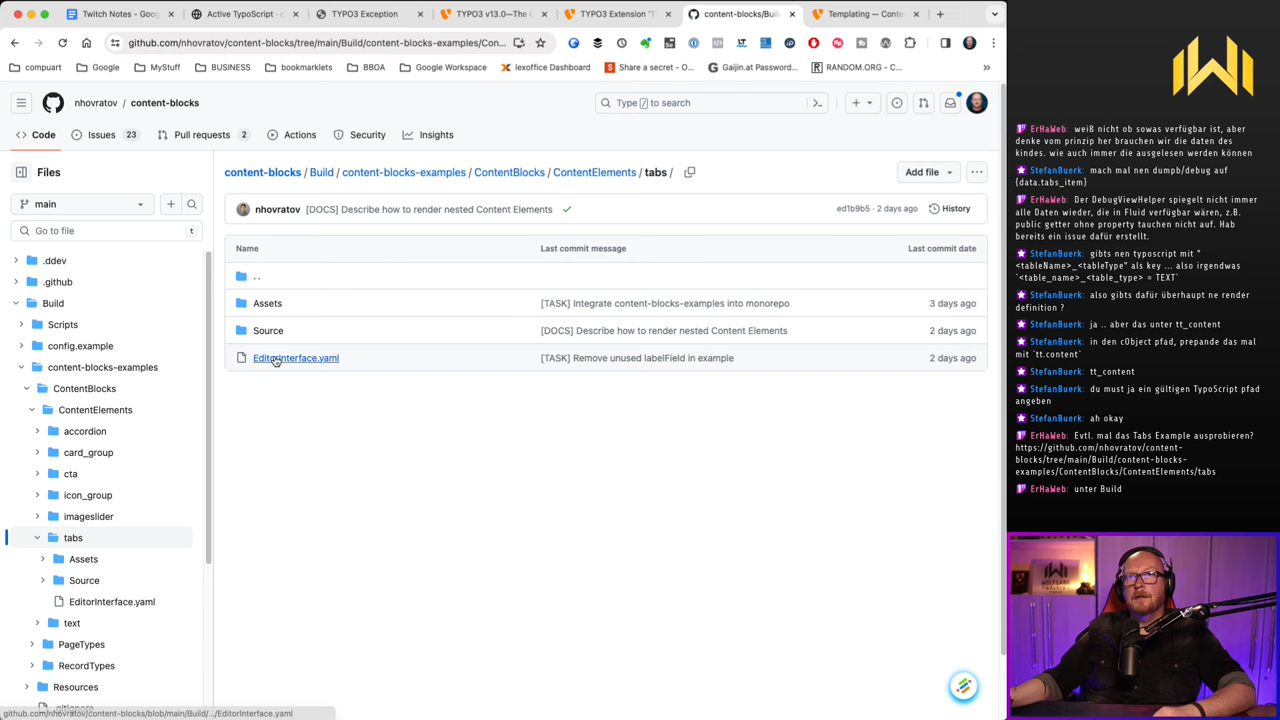 Twitch Notes - Goog
Active TypoScript - c
TYPO3 Exception
TYPO3 v13.0—The C
TYPO3 Extension "T
content-blocks/Buil
Templating — Conte
github.com/nhovratov/content-blocks/tree/main/Build/content-blocks-examples/Con...
compuart
Google
MyStuff
BUSINESS
bookmarklets
BBOA
Google Workspace
lexoffice Dashboard
Share a secret - O...
Gaijin.at Password...
RANDOM.ORG - C...
»
nhovratov / content-blocks
Type / to search
Code
Issues 23
Pull requests 2
Actions
Security
Insights
Files
content-blocks / Build / content-blocks-examples / ContentBlocks / ContentElements / tabs /
Add file
main
nhovratov [DOCS] Describe how to render nested Content Elements
ed1b9b5 · 2 days ago
History
Go to file
t
Name
Last commit message
Last commit date
. .
Assets
[TASK] Integrate content-blocks-examples into monorepo
3 days ago
Source
[DOCS] Describe how to render nested Content Elements
2 days ago
EditorInterface.yaml
[TASK] Remove unused labelField in example
2 days ago
.ddev
.github
Build
Scripts
config.example
content-blocks-examples
ContentBlocks
ContentElements
accordion
card_group
cta
icon_group
imageslider
tabs
Assets
Source
EditorInterface.yaml
text
PageTypes
RecordTypes
Resources
.gitignore
github.com/nhovratov/content-blocks/blob/main/Build/.../EditorInterface.yaml
ErHaWeb: weiß nicht ob sowas verfügbar ist, aber
denke vom prinzip her brauchen wir die daten des
kindes. wie auch immer die ausgelesen werden können
StefanBuerk: mach mal nen dumpb/debug auf
{data.tabs_item}
ErHaWeb: Der DebugViewHelper spiegelt nicht immer
alle Daten wieder, die in Fluid verfügbar wären, z.B.
public getter ohne property tauchen nicht auf. Hab
bereits ein issue dafür erstellt.
StefanBuerk: gibts nen typoscript mit "
<tableName>_<tableType" als key ... also irgendwas
`<table_name>_<table_type> = TEXT`
StefanBuerk: also gibts dafür überhaupt ne render
definition ?
StefanBuerk: ja .. aber das unter tt_content
StefanBuerk: in den cObject pfad, prepande das mal
mit `tt.content`
StefanBuerk: tt_content
StefanBuerk: du must ja ein gültigen TypoScript pfad
angeben
StefanBuerk: ah okay
ErHaWeb: Evtl. mal das Tabs Example ausprobieren?
https://github.com/nhovratov/content-
blocks/tree/main/Build/content-blocks-
examples/ContentBlocks/ContentElements/tabs
ErHaWeb: unter Build